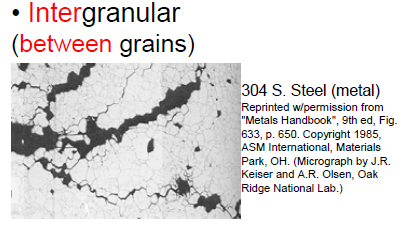 • Intergranular
(between grains)
304 S. Steel (metal)
Reprinted w/permission from
"Metals Handbook", 9th ed, Fig.
633, p. 650. Copyright 1985,
ASM International, Materials
Park, OH. (Micrograph by J.R.
Keiser and A.R. Olsen, Oak
Ridge National Lab.)